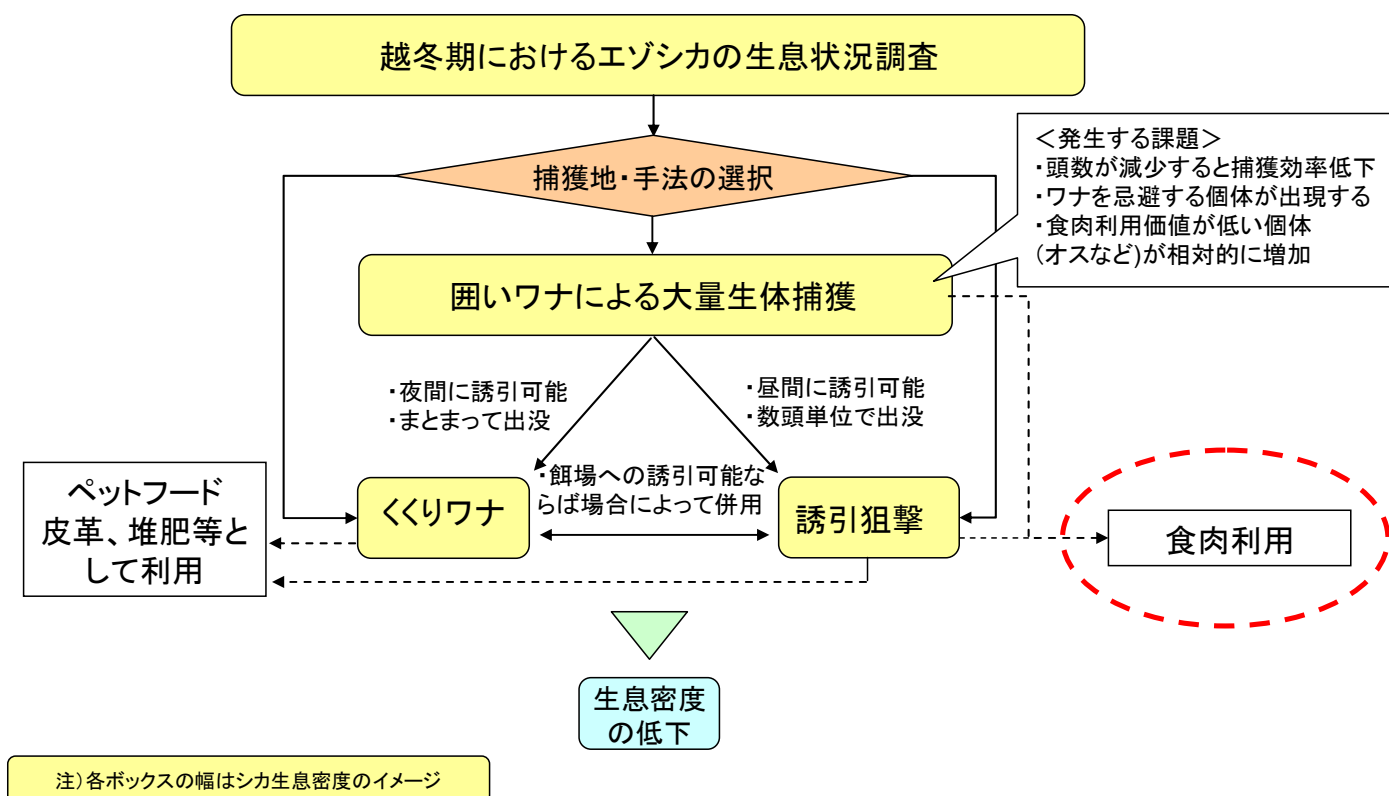 越冬期におけるエゾシカの生息状況調査
捕獲地・手法の選択
＜発生する課題＞
・頭数が減少すると捕獲効率低下
・ワナを忌避する個体が出現する
・食肉利用価値が低い個体
(オスなど)が相対的に増加
囲いワナによる大量生体捕獲
・夜間に誘引可能
・まとまって出没
・昼間に誘引可能
・数頭単位で出没
・餌場への誘引可能な
らば場合によって併用
ペットフード
皮革、堆肥等と
して利用
くくりワナ
誘引狙撃
食肉利用
生息密度
の低下
注）各ボックスの幅はシカ生息密度のイメージ